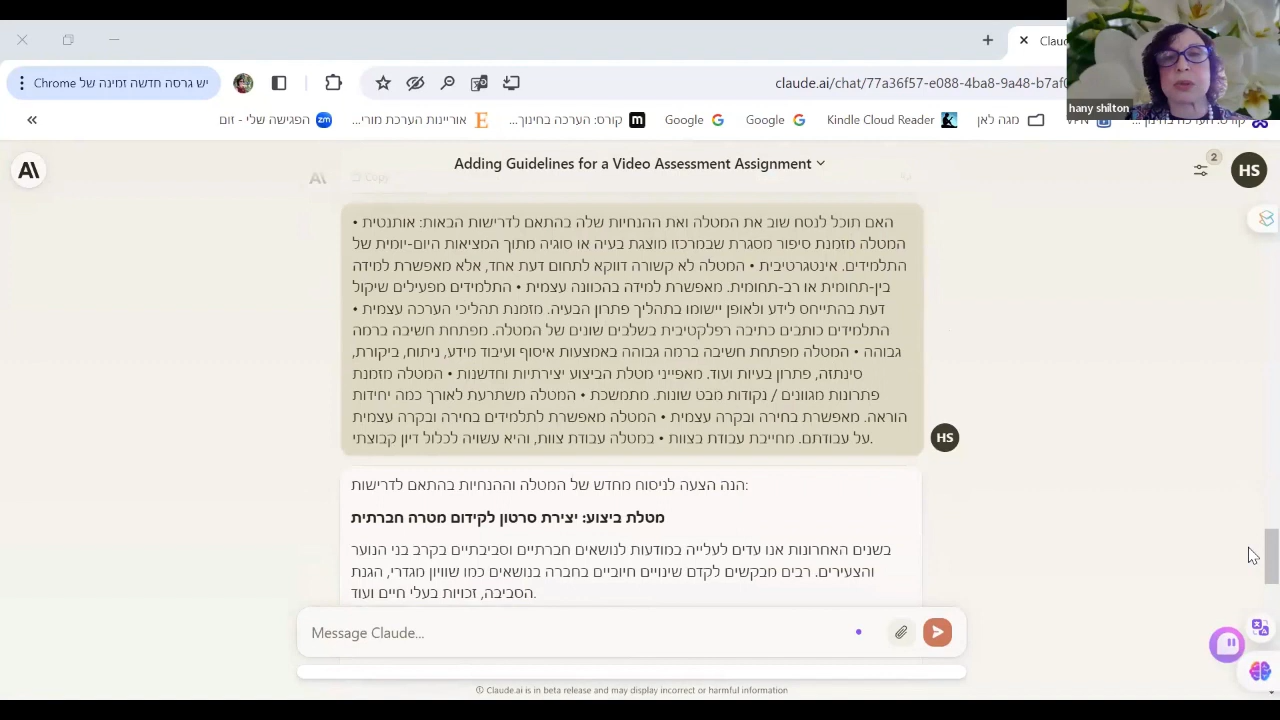 Claud
יש גרסה חדשה זמינה של Chrome
claude.ai/chat/77a36f57-e088-4ba8-9a48-b7af0
hany shilton
הפגישה שלי - זום
אוריינות הערכת מורי...
קורס: הערכה בחינוך...
Google
Google
Kindle Cloud Reader
מגה לאן
VPN
קורס: הערכה בחינוך...
Adding Guidelines for a Video Assessment Assignment
2
HS
Copy
האם תוכל לנסח שוב את המטלה ואת ההנחיות שלה בהתאם לדרישות הבאות: אותנטית •
המטלה מזמנת סיפור מסגרת שבמרכזו מוצגת בעיה או סוגיה מתוך המציאות היום-יומית של
התלמידים. אינטגרטיבית • המטלה לא קשורה דווקא לתחום דעת אחד, אלא מאפשרת למידה
בין-תחומית או רב-תחומית. מאפשרת למידה בהכוונה עצמית • התלמידים מפעילים שיקול
דעת בהתייחס לידע ולאופן יישומו בתהליך פתרון הבעיה. מזמנת תהליכי הערכה עצמית •
התלמידים כותבים כתיבה רפלקטיבית בשלבים שונים של המטלה. מפתחת חשיבה ברמה
גבוהה • המטלה מפתחת חשיבה ברמה גבוהה באמצעות איסוף ועיבוד מידע, ניתוח, ביקורת,
סינתזה, פתרון בעיות ועוד. מאפייני מטלת הביצוע יצירתיות וחדשנות • המטלה מזמנת
פתרונות מגוונים / נקודות מבט שונות. מתמשכת • המטלה משתרעת לאורך כמה יחידות
הוראה. מאפשרת בחירה ובקרה עצמית • המטלה מאפשרת לתלמידים בחירה ובקרה עצמית
על עבודתם. מחייבת עבודת בצוות • במטלה עבודת צוות, והיא עשויה לכלול דיון קבוצתי.
HS
הנה הצעה לניסוח מחדש של המטלה וההנחיות בהתאם לדרישות:
מטלת ביצוע: יצירת סרטון לקידום מטרה חברתית
בשנים האחרונות אנו עדים לעלייה במודעות לנושאים חברתיים וסביבתיים בקרב בני הנוער
והצעירים. רבים מבקשים לקדם שינויים חיוביים בחברה בנושאים כמו שוויון מגדרי, הגנת
הסביבה, זכויות בעלי חיים ועוד.
Message Claude...
Claude.ai is in beta release and may display incorrect or harmful information